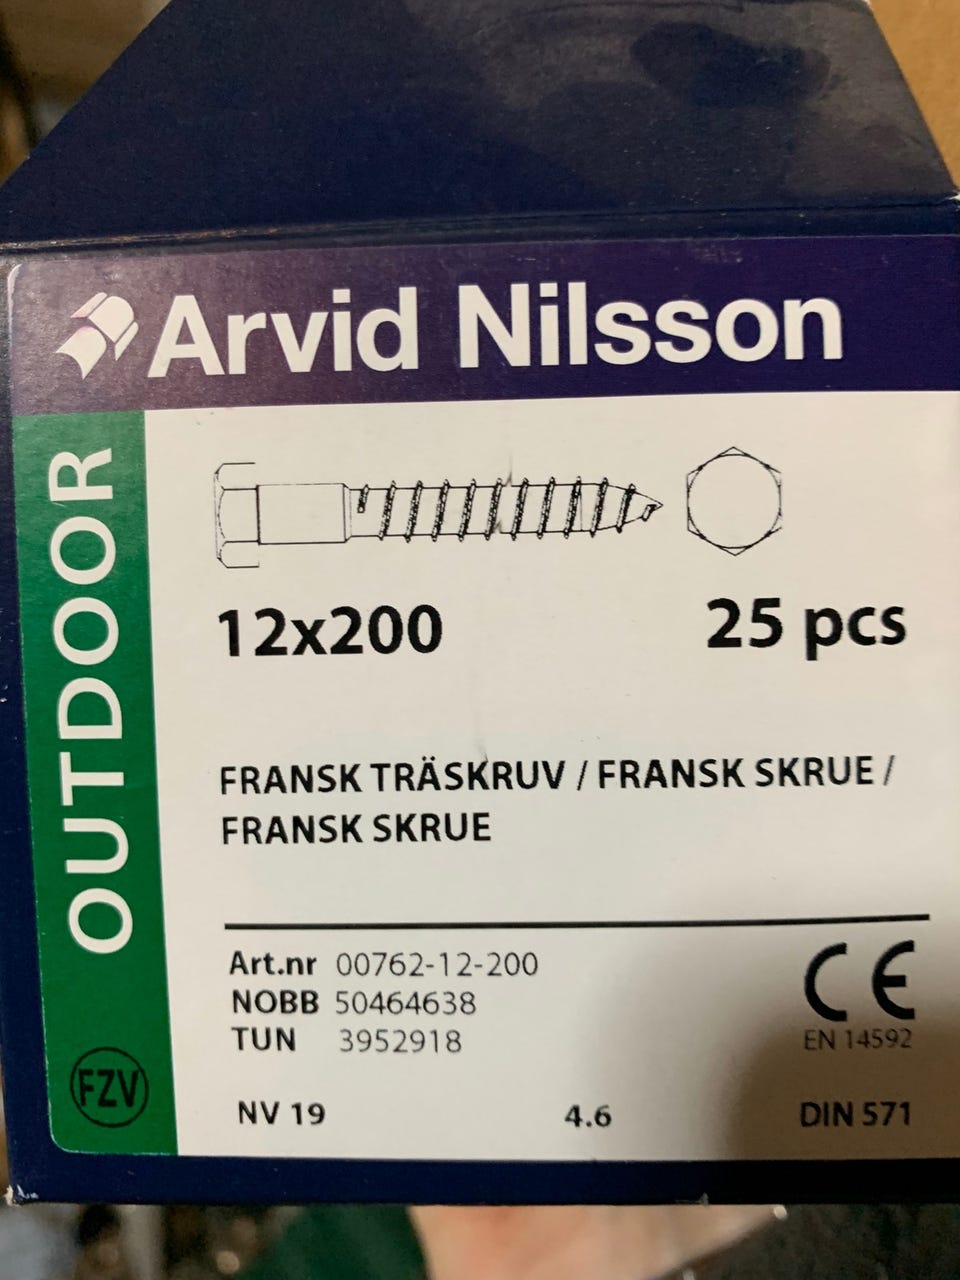 Arvid Nilsson
OUTDOOR
12x200 25 pcs
FRANSK TRÄSKRUV / FRANSK SKRUE /
FRANSK SKRUE
Art.nr 00762-12-200
NOBB 50464638
TUN 3952918
CE
EN 14592
FZV
NV 19 4.6 DIN 571